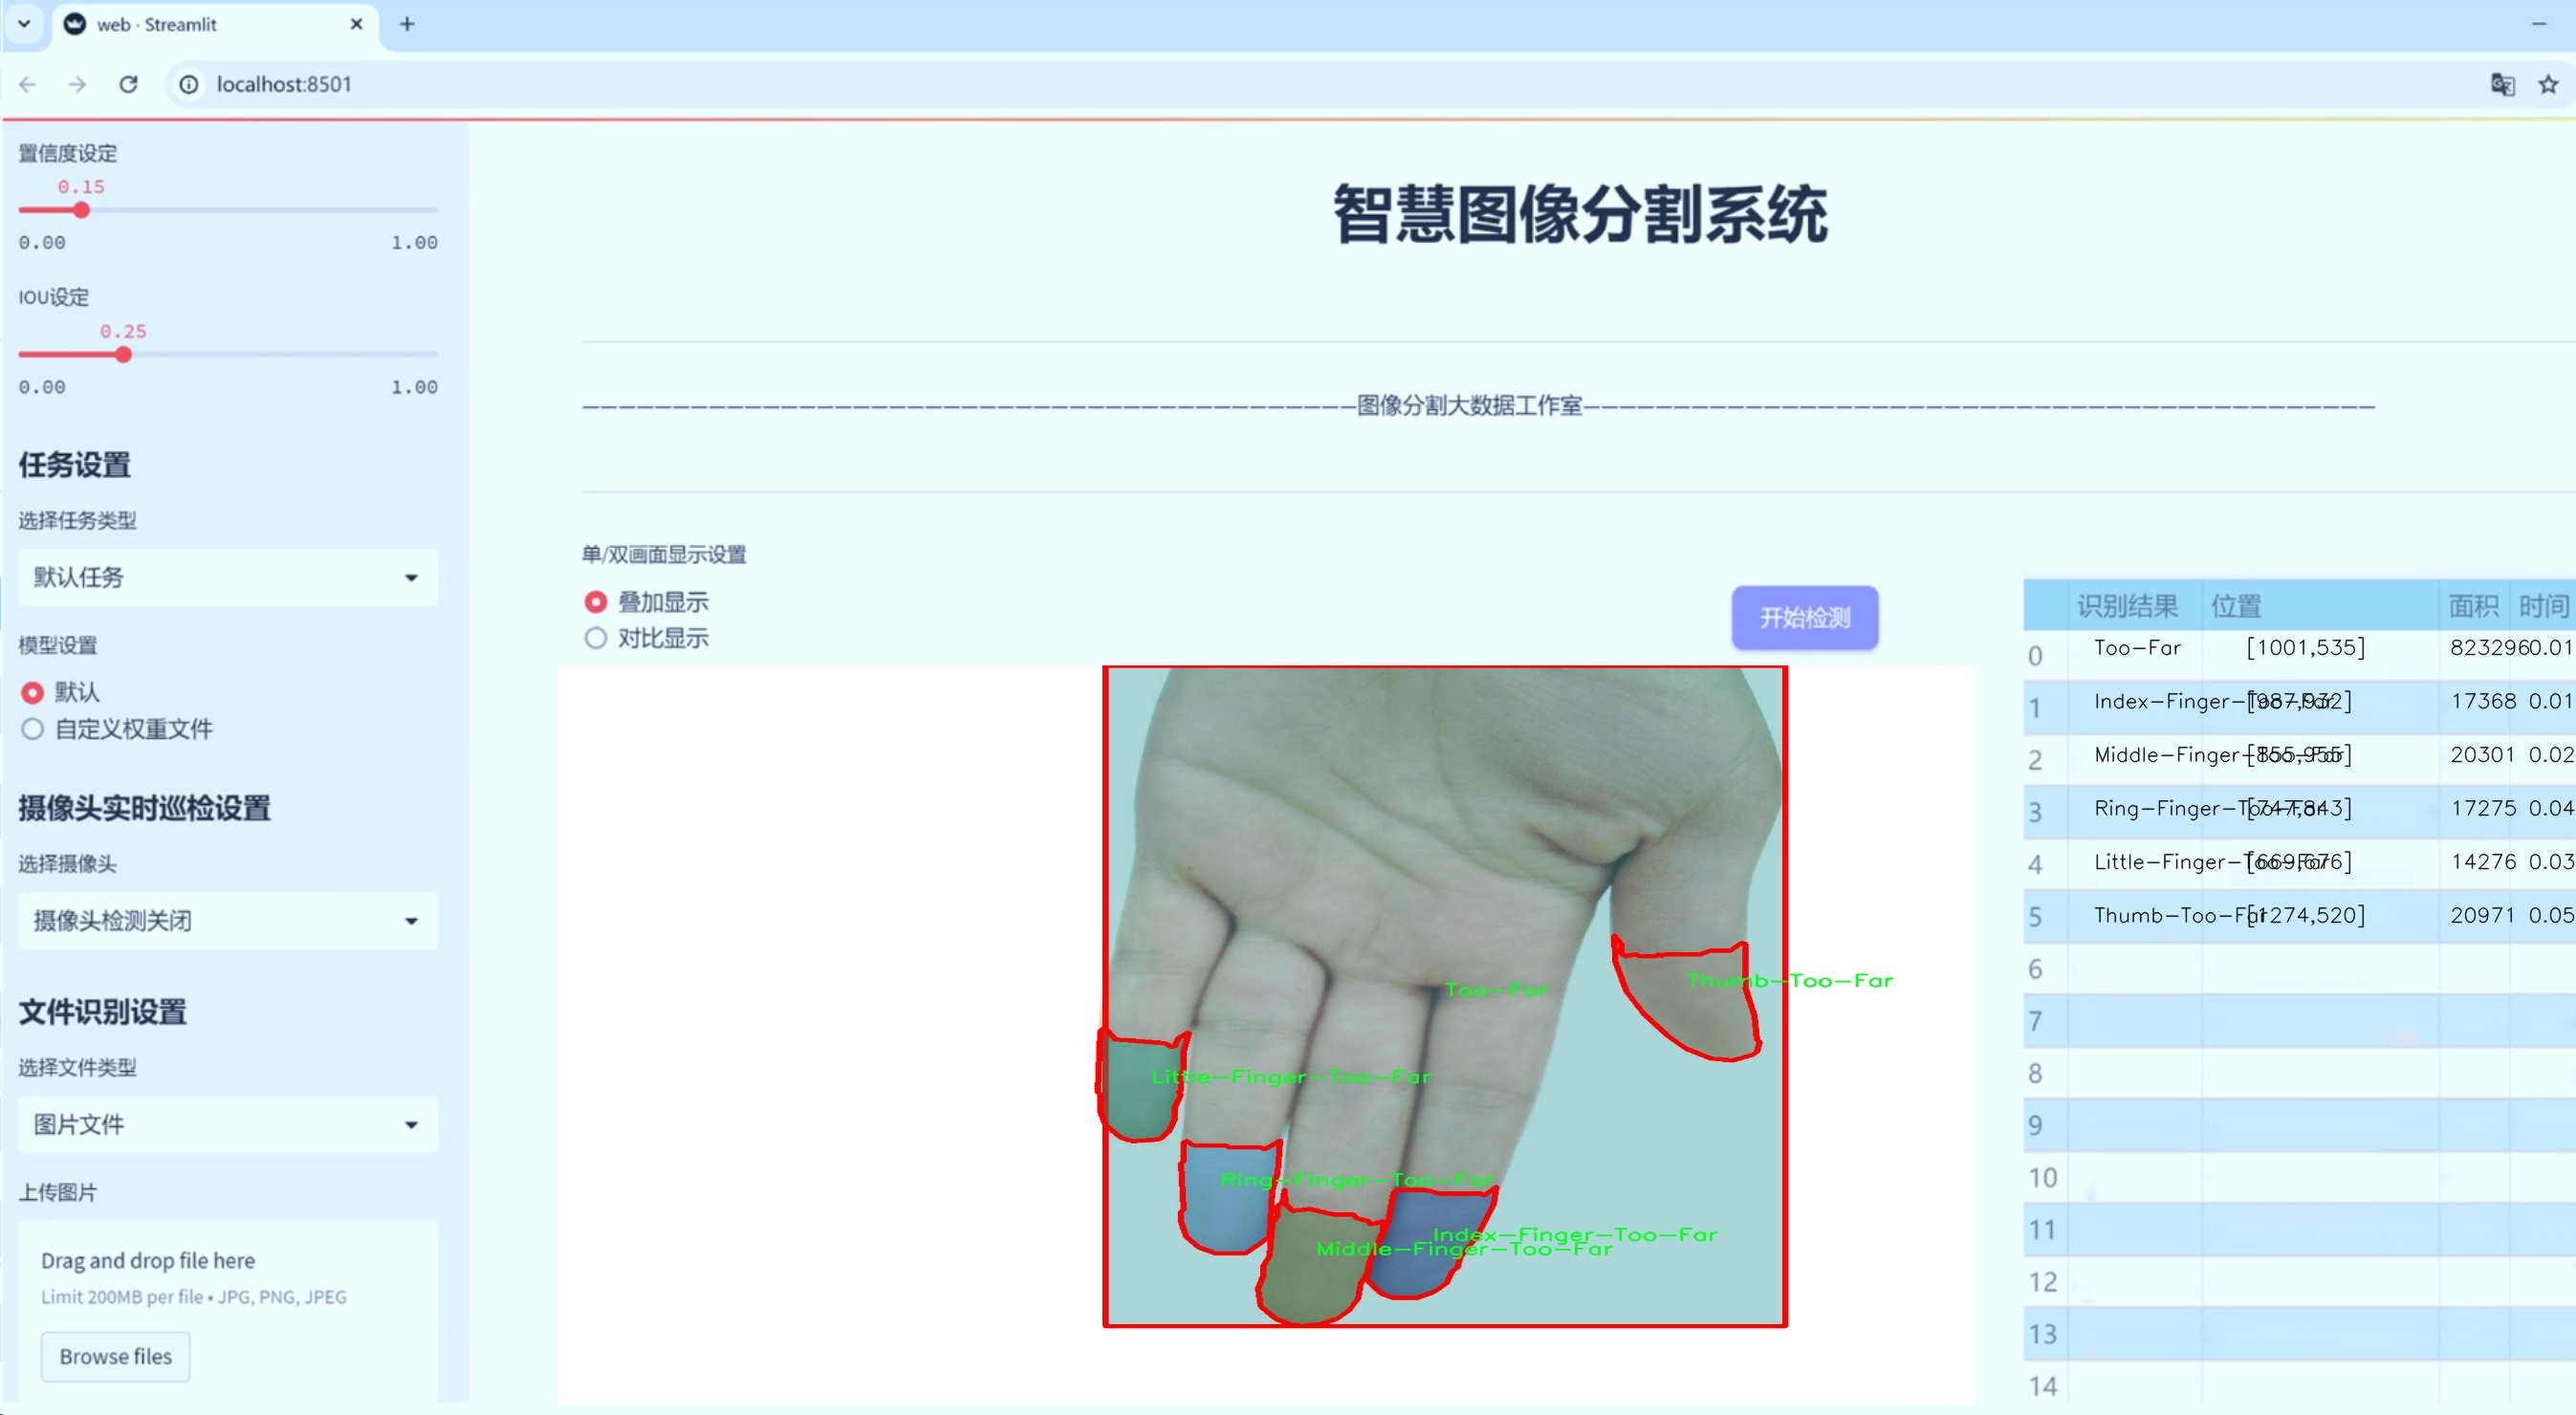 web · Streamlit
localhost:8501
置信度设定
0.15
0.00 1.00
IOU设定
0.25
0.00 1.00
任务设置
选择任务类型
默认任务
模型设置
默认
自定义权重文件
摄像头实时巡检设置
选择摄像头
摄像头检测关闭
文件识别设置
选择文件类型
图片文件
上传图片
Drag and drop file here
Limit 200MB per file • JPG, PNG, JPEG
Browse files
智慧图像分割系统
图像分割大数据工作室
单/双画面显示设置
叠加显示
对比显示
开始检测
Too-Far
Thumb-Too-Far
Little-Finger-Too-Far
Ring-Finger-Too-Far
Index-Finger-Too-Far
Middle-Finger-Too-Far
识别结果 位置 面积 时间
0 Too-Far [1001,535] 823296 0.01
1 Index-Finger-Too-Far [987,932] 17368 0.01
2 Middle-Finger-Too-Far [855,955] 20301 0.02
3 Ring-Finger-Too-Far [747,843] 17275 0.04
4 Little-Finger-Too-Far [669,676] 14276 0.03
5 Thumb-Too-Far [1274,520] 20971 0.05
6
7
8
9
10
11
12
13
14